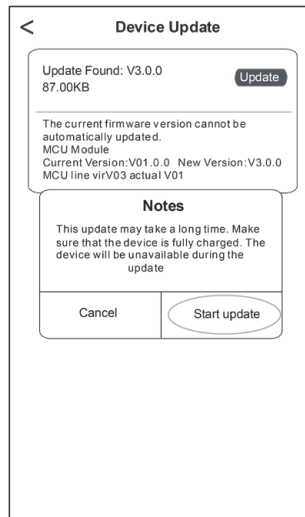 < Device Update
Update Found: V3.0.0
87.00KB
Update
The current firmware version cannot be
automatically updated.
MCU Module
Current Version:V01.0.0 New Version:V3.0.0
MCU line virV03 actual V01
Notes
This update may take a long time. Make
sure that the device is fully charged. The
device will be unavailable during the
update
Cancel
Start update